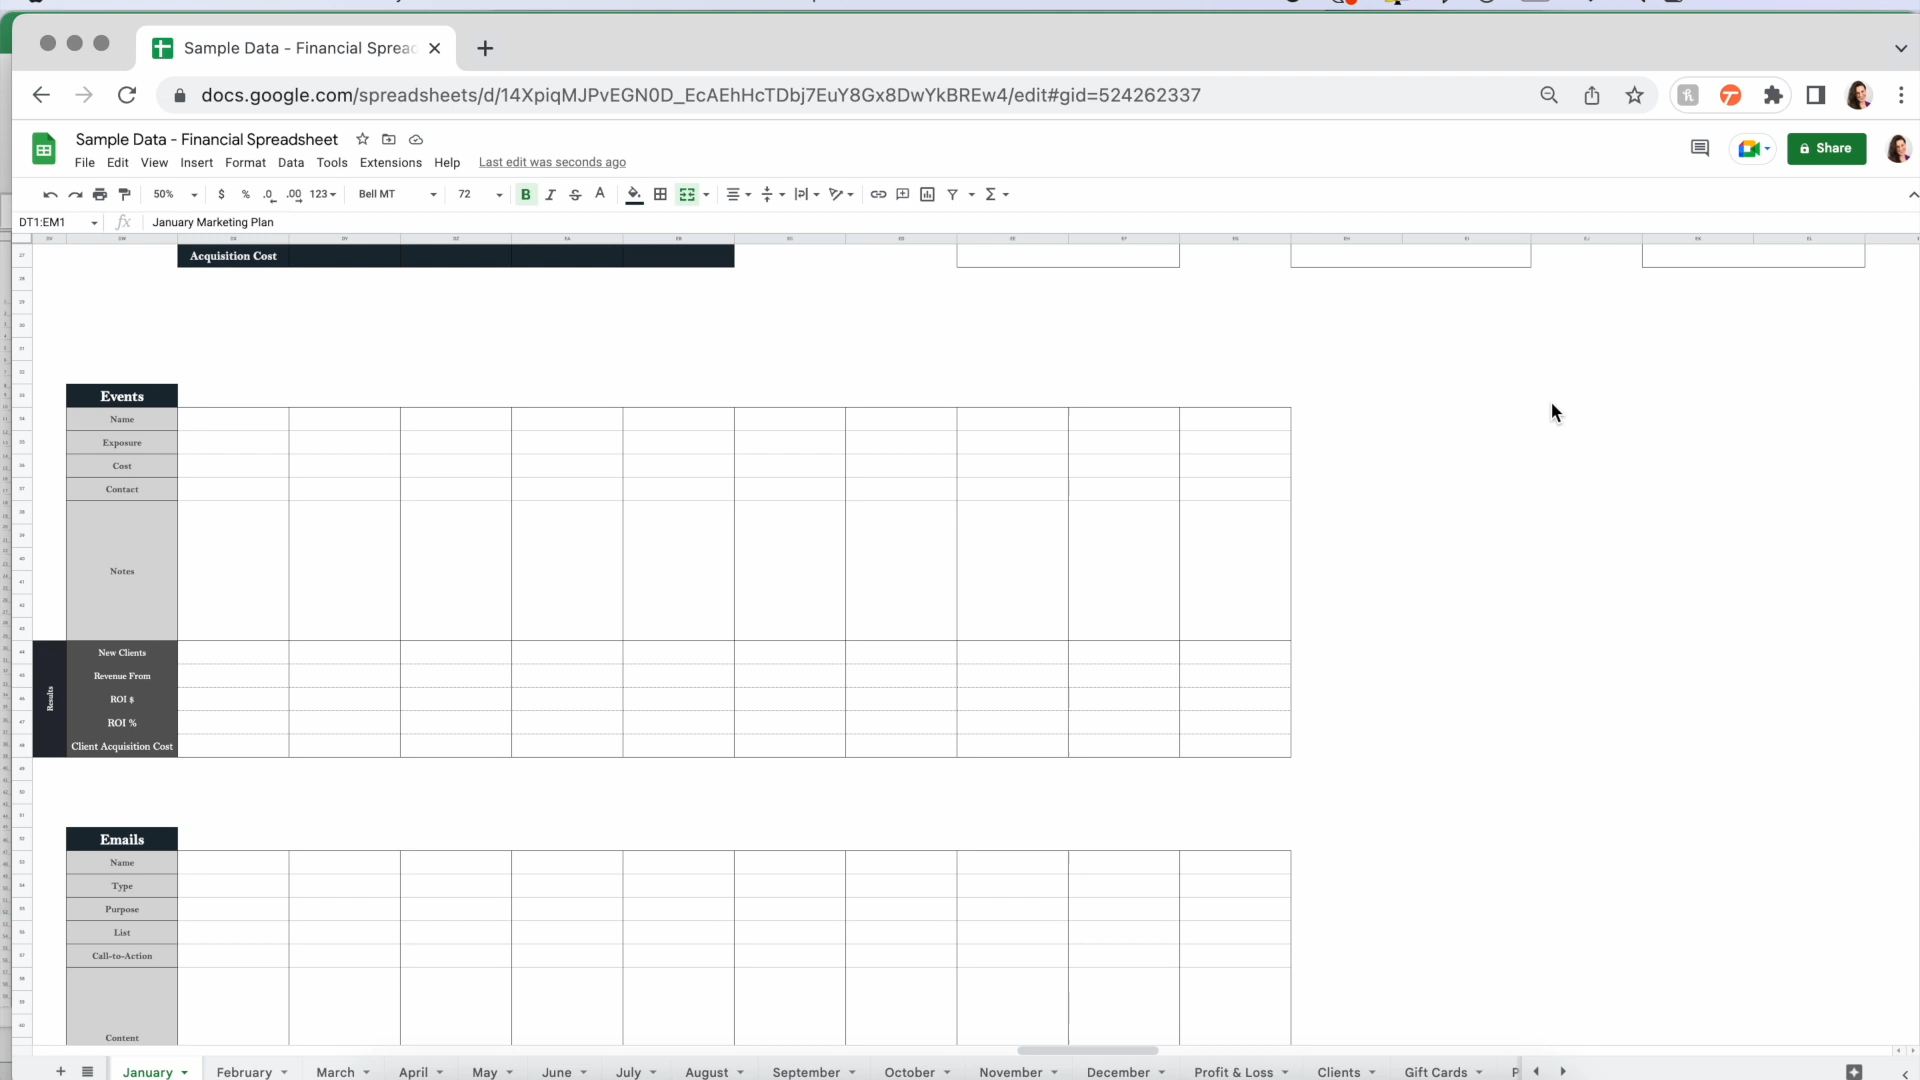 Sample Data - Financial Spreac
docs.google.com/spreadsheets/d/14XpiqMJPvEGN0D_EcAEhHcTDbj7EuY8Gx8DwYkBREw4/edit#gid=524262337
Sample Data - Financial Spreadsheet
File Edit View Insert Format Data Tools Extensions Help Last edit was seconds ago
Share
50% $ % .0 .00 123 Bell MT 72 B I S A
DT1:EM1 fx January Marketing Plan
Acquisition Cost
Events
Name
Exposure
Cost
Contact
Notes
Results
New Clients
Revenue From
ROI $
ROI %
Client Acquisition Cost
Emails
Name
Type
Purpose
List
Call-to-Action
Content
January February March April May June July August September October November December Profit & Loss Clients Gift Cards P